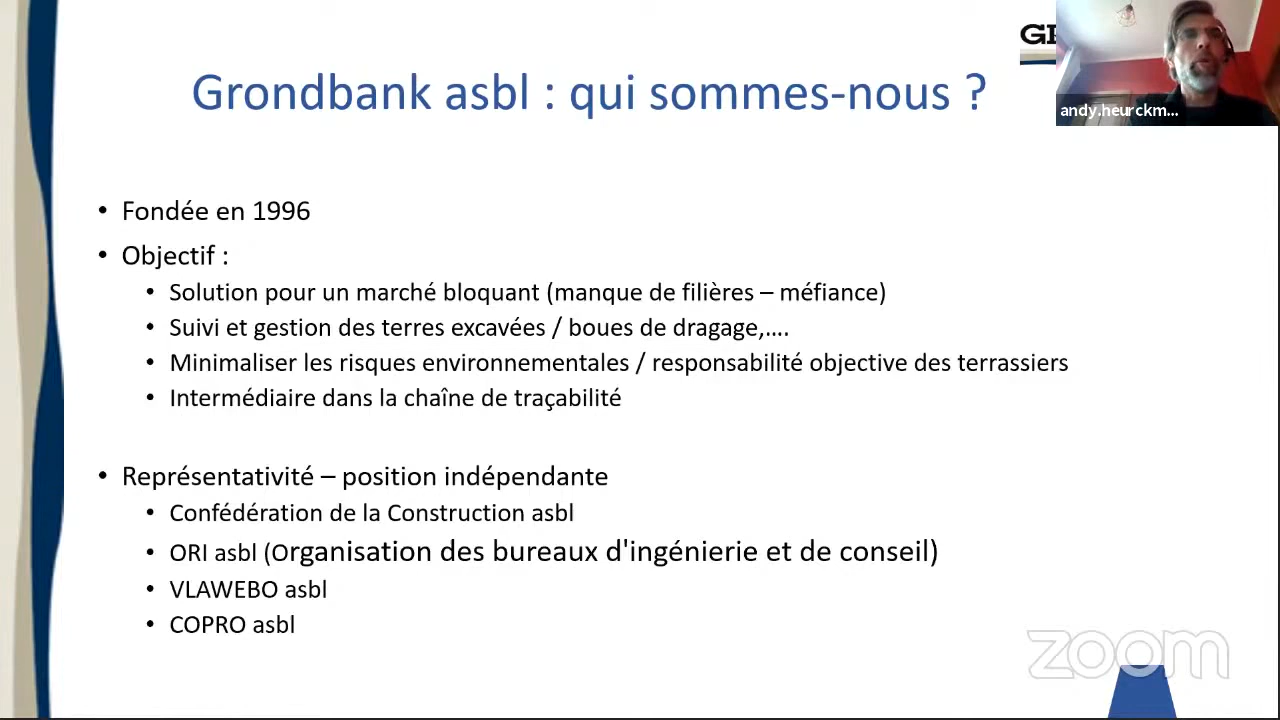 Grondbank asbl : qui sommes-nous ?
andy.heurckm...
• Fondée en 1996
• Objectif :
• Solution pour un marché bloquant (manque de filières – méfiance)
• Suivi et gestion des terres excavées / boues de dragage,....
• Minimaliser les risques environnementales / responsabilité objective des terrassiers
• Intermédiaire dans la chaîne de traçabilité
• Représentativité – position indépendante
• Confédération de la Construction asbl
• ORI asbl (Organisation des bureaux d'ingénierie et de conseil)
• VLAWEBO asbl
• COPRO asbl
zoom